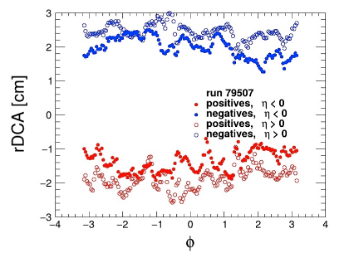 rDCA [cm]
3
2
1
0
−1
−2
−3
run 79507
positives, η < 0
negatives, η < 0
positives, η > 0
negatives, η > 0
−4 −3 −2 −1 0 1 2 3 4
ϕ